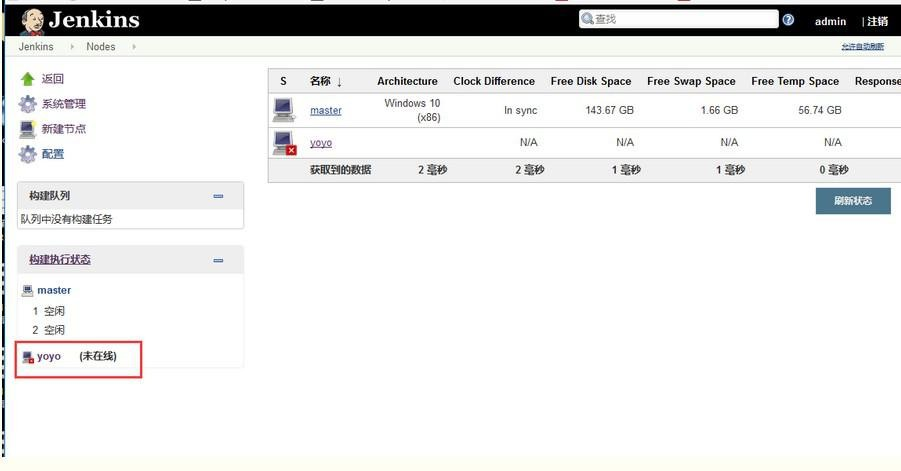 Jenkins
查找
admin
| 注销
Jenkins
Nodes
允许自动刷新
返回
系统管理
新建节点
配置
S 名称 ↓ Architecture Clock Difference Free Disk Space Free Swap Space Free Temp Space Response
master Windows 10 (x86) In sync 143.67 GB 1.66 GB 56.74 GB
yoyo N/A N/A N/A N/A
获取到的数据 2 毫秒 2 毫秒 1 毫秒 1 毫秒 0 毫秒
刷新状态
构建队列
队列中没有构建任务
构建执行状态
master
1 空闲
2 空闲
yoyo (未在线)